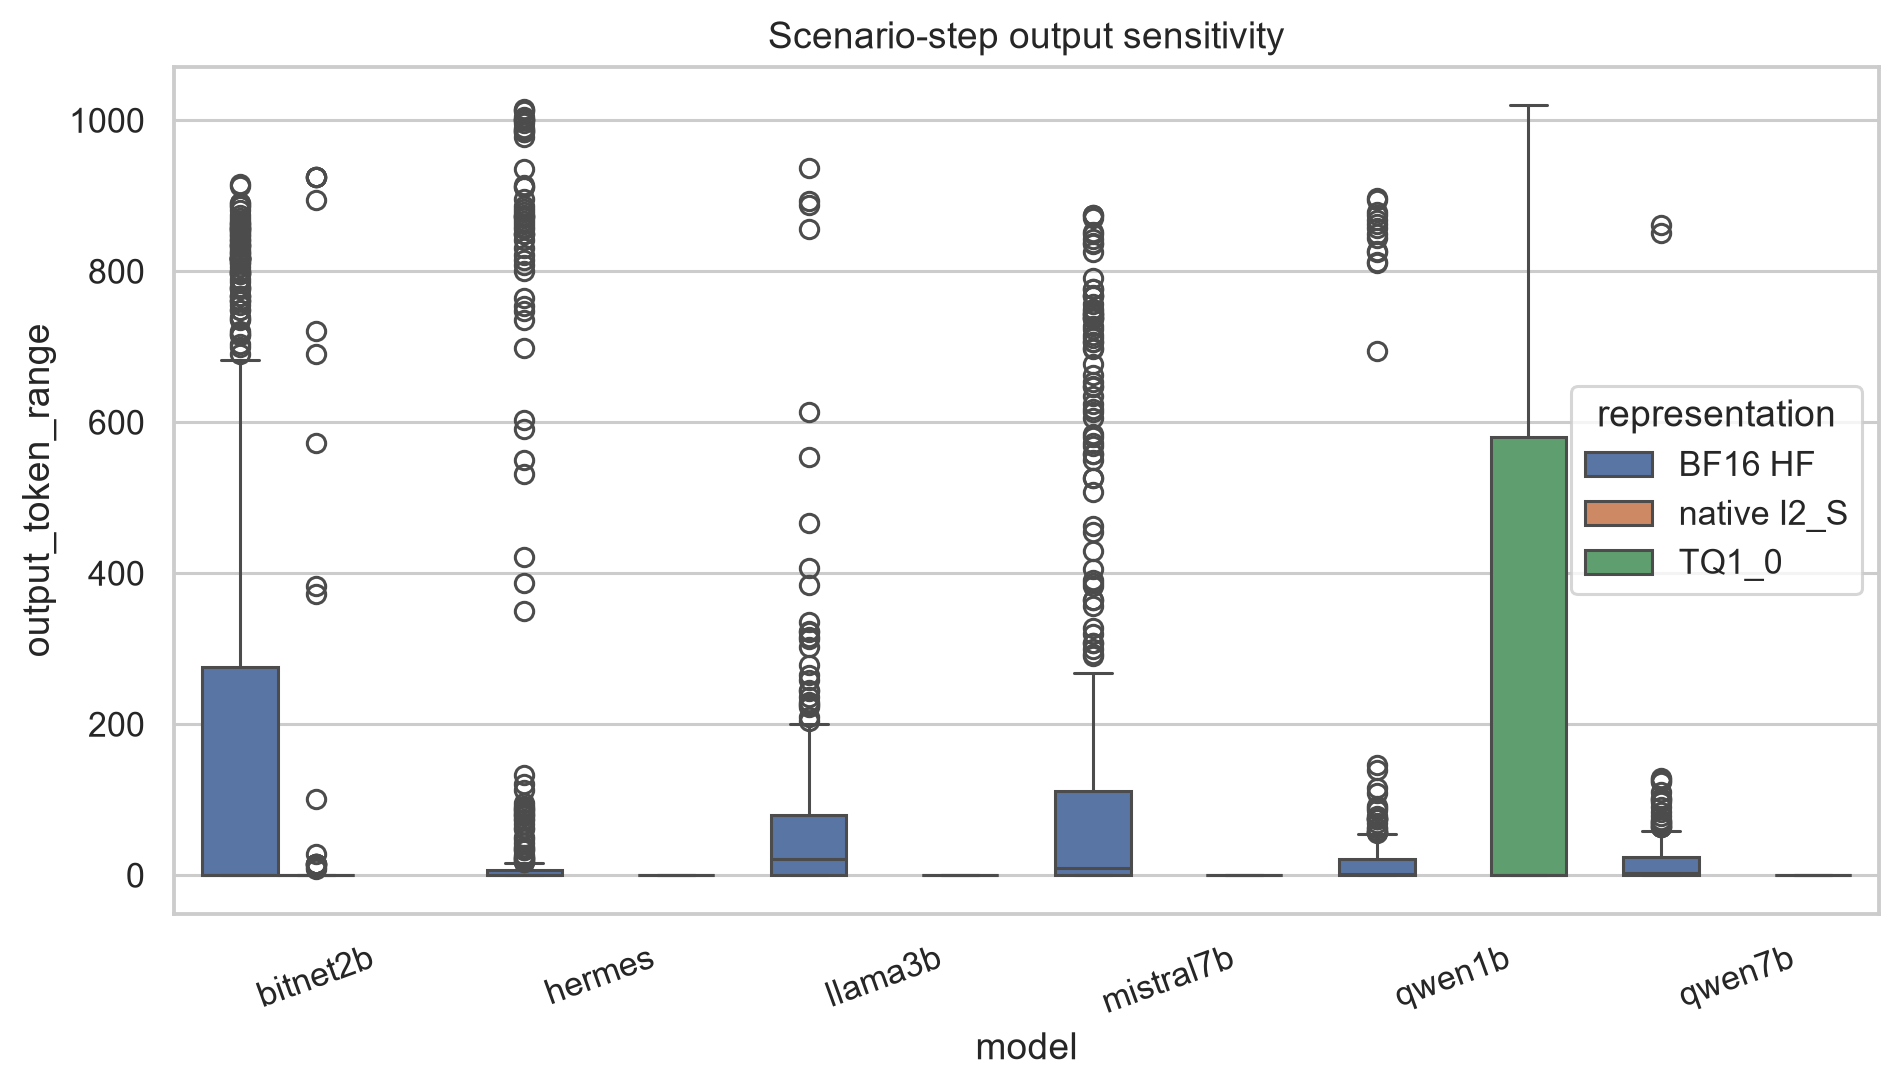 Scenario-step output sensitivity
output_token_range
1000
800
600
400
200
0
representation
BF16 HF
native I2_S
TQ1_0
bitnet2b
hermes
llama3b
mistral7b
qwen1b
qwen7b
model